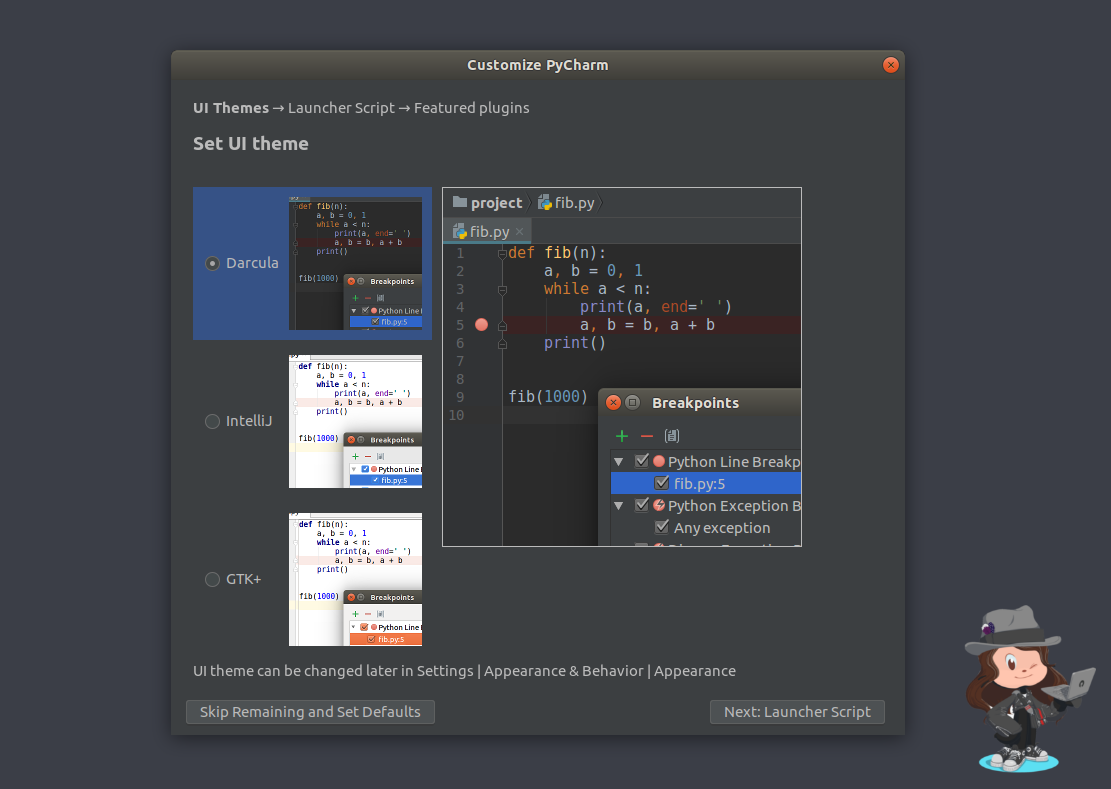 Customize PyCharm
UI Themes → Launcher Script → Featured plugins
Set UI theme
Darcula
def fib(n):
a, b = 0, 1
while a < n:
print(a, end=' ')
a, b = b, a + b
print()
fib(1000)
Breakpoints
Python Line
fib.py:5
IntelliJ
def fib(n):
a, b = 0, 1
while a < n:
print(a, end=' ')
a, b = b, a + b
print()
fib(1000)
Breakpoints
Python Line
fib.py:5
GTK+
def fib(n):
a, b = 0, 1
while a < n:
print(a, end=' ')
a, b = b, a + b
print()
fib(1000)
Breakpoints
Python Line
fib.py:5
project fib.py
fib.py
1 def fib(n):
2 a, b = 0, 1
3 while a < n:
4 print(a, end=' ')
5 a, b = b, a + b
6 print()
7
8
9 fib(1000)
10
Breakpoints
Python Line Breakp
fib.py:5
Python Exception B
Any exception
UI theme can be changed later in Settings | Appearance & Behavior | Appearance
Skip Remaining and Set Defaults
Next: Launcher Script